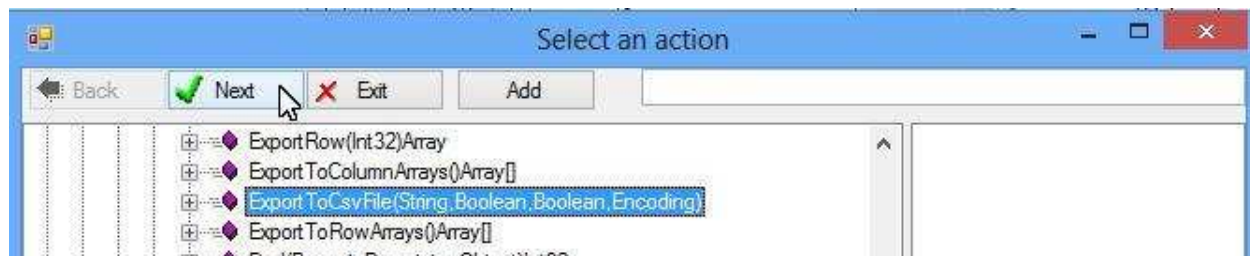 Select an action
Back Next Exit Add
ExportRow(Int32)Array
ExportToColumnArrays()Array[]
ExportToCsvFile(String,Boolean,Boolean,Encoding)
ExportToRowArrays()Array[]